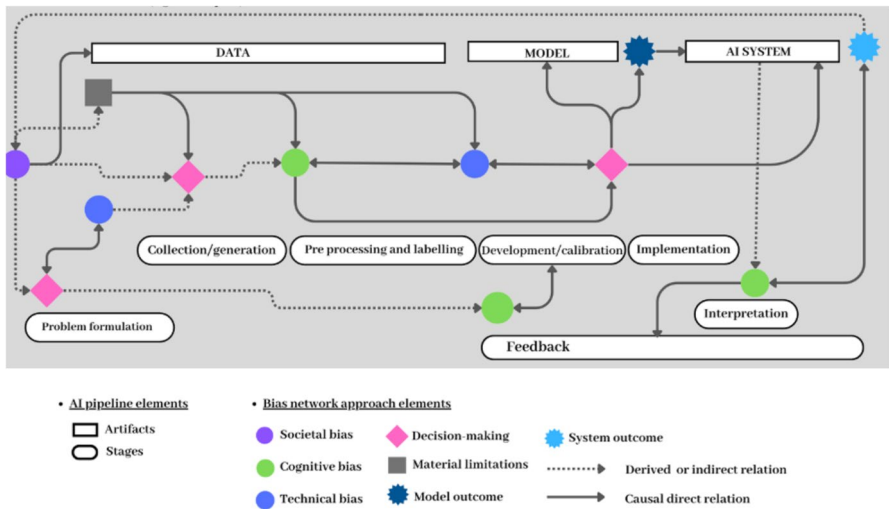 DATA
MODEL
AI SYSTEM
Collection/generation
Pre processing and labelling
Development/calibration
Implementation
Problem formulation
Interpretation
Feedback
• AI pipeline elements
Artifacts
Stages
• Bias network approach elements
Societal bias
Decision-making
System outcome
Cognitive bias
Material limitations
Derived or indirect relation
Technical bias
Model outcome
Causal direct relation